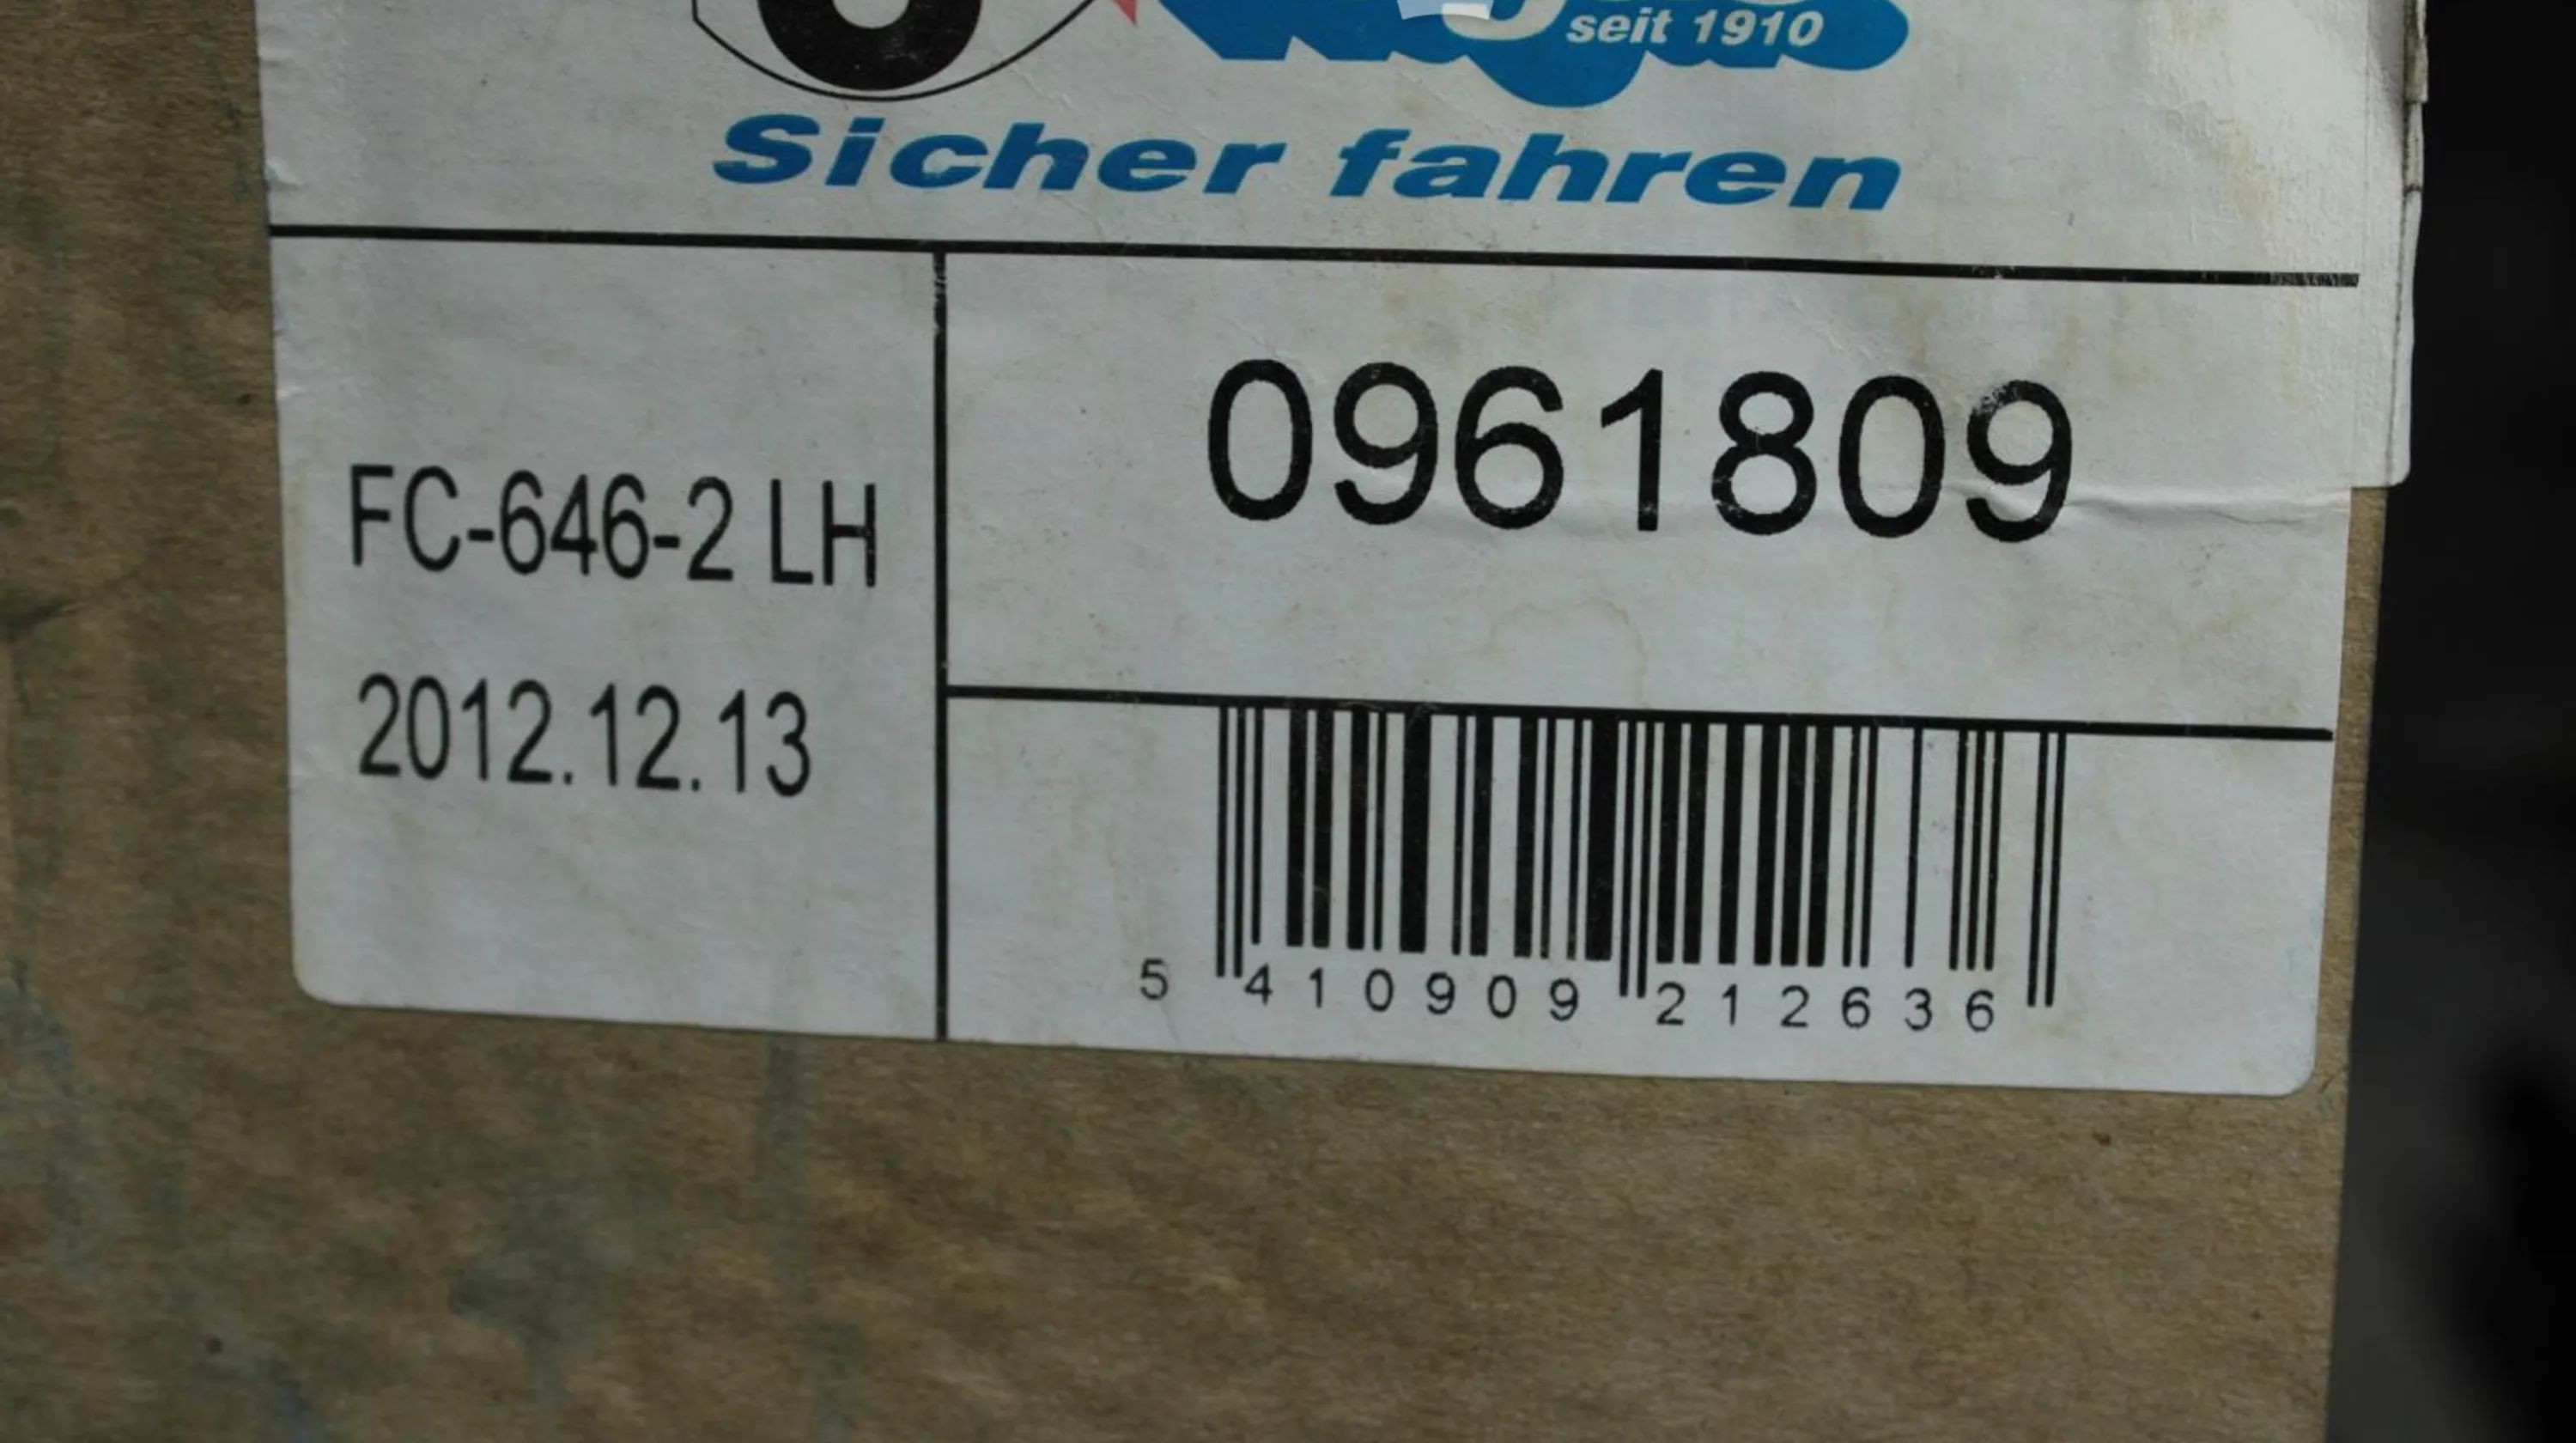 seit 1910
Sicher fahren
0961809
FC-646-2 LH
2012.12.13
5 410909 212636